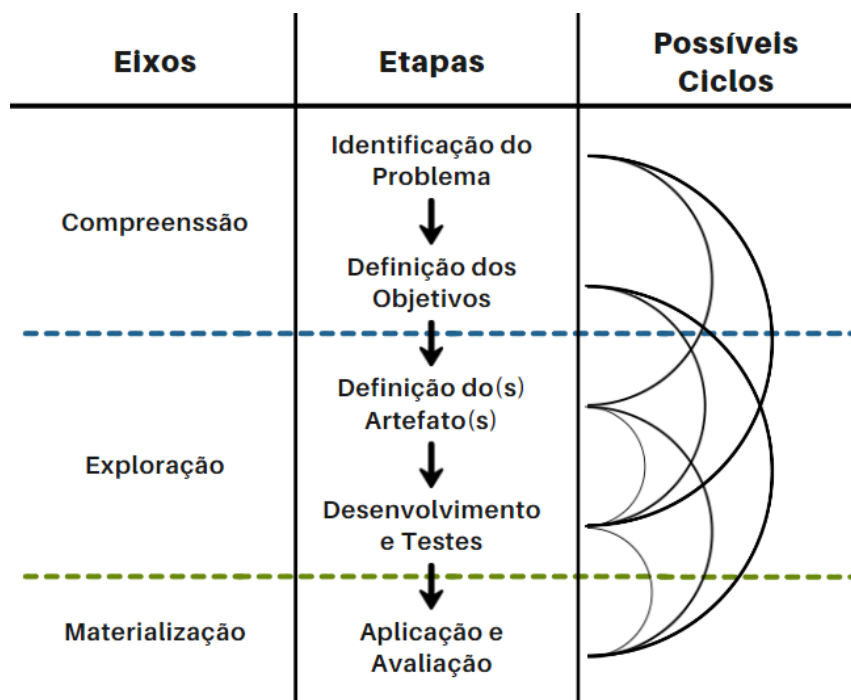 Eixos
Etapas
Possíveis
Ciclos
Compreenssão
Identificação do
Problema
Definição dos
Objetivos
Exploração
Definição do(s)
Artefato(s)
Desenvolvimento
e Testes
Materialização
Aplicação e
Avaliação